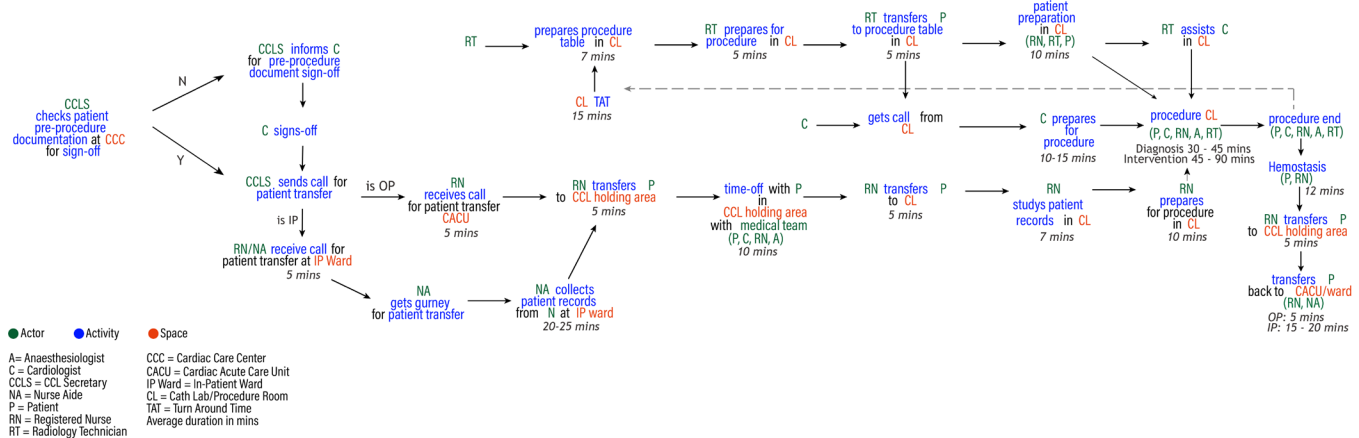 CCLS
checks patient
pre-procedure
documentation at CCC
for sign-off
N
Y
CCLS informs C
for pre-procedure
document sign-off
C signs-off
CCLS sends call for
patient transfer
is OP
is IP
RN/NA receive call for
patient transfer at IP Ward
5 mins
RN
receives call
for patient transfer
CACU
5 mins
NA
gets gurney
for patient transfer
NA collects
patient records
from N at IP ward
20-25 mins
RN transfers P
to CCL holding area
5 mins
time-off with P
in
CCL holding area
with medical team
(P, C, RN, A)
10 mins
RN transfers P
to CL
5 mins
RN
studys patient
records in CL
7 mins
RN
prepares
for procedure
in CL
10 mins
RT
prepares procedure
table in CL
7 mins
CL TAT
15 mins
RT prepares for
procedure in CL
5 mins
RT transfers P
to procedure table
in CL
5 mins
patient
preparation
in CL
(RN, RT, P)
10 mins
RT assists C
in CL
C
gets call from
CL
C prepares
for
procedure
10-15 mins
procedure CL
(P, C, RN, A, RT)
Diagnosis 30 - 45 mins
Intervention 45 - 90 mins
procedure end
(P, C, RN, A, RT)
Hemostasis
(P, RN)
12 mins
RN transfers P
to CCL holding area
5 mins
transfers P
back to CACU/ward
(RN, NA)
OP: 5 mins
IP: 15 - 20 mins
Actor Activity Space
A= Anaesthesiologist
C = Cardiologist
CCLS = CCL Secretary
NA = Nurse Aide
P = Patient
RN = Registered Nurse
RT = Radiology Technician
CCC = Cardiac Care Center
CACU = Cardiac Acute Care Unit
IP Ward = In-Patient Ward
CL = Cath Lab/Procedure Room
TAT = Turn Around Time
Average duration in mins